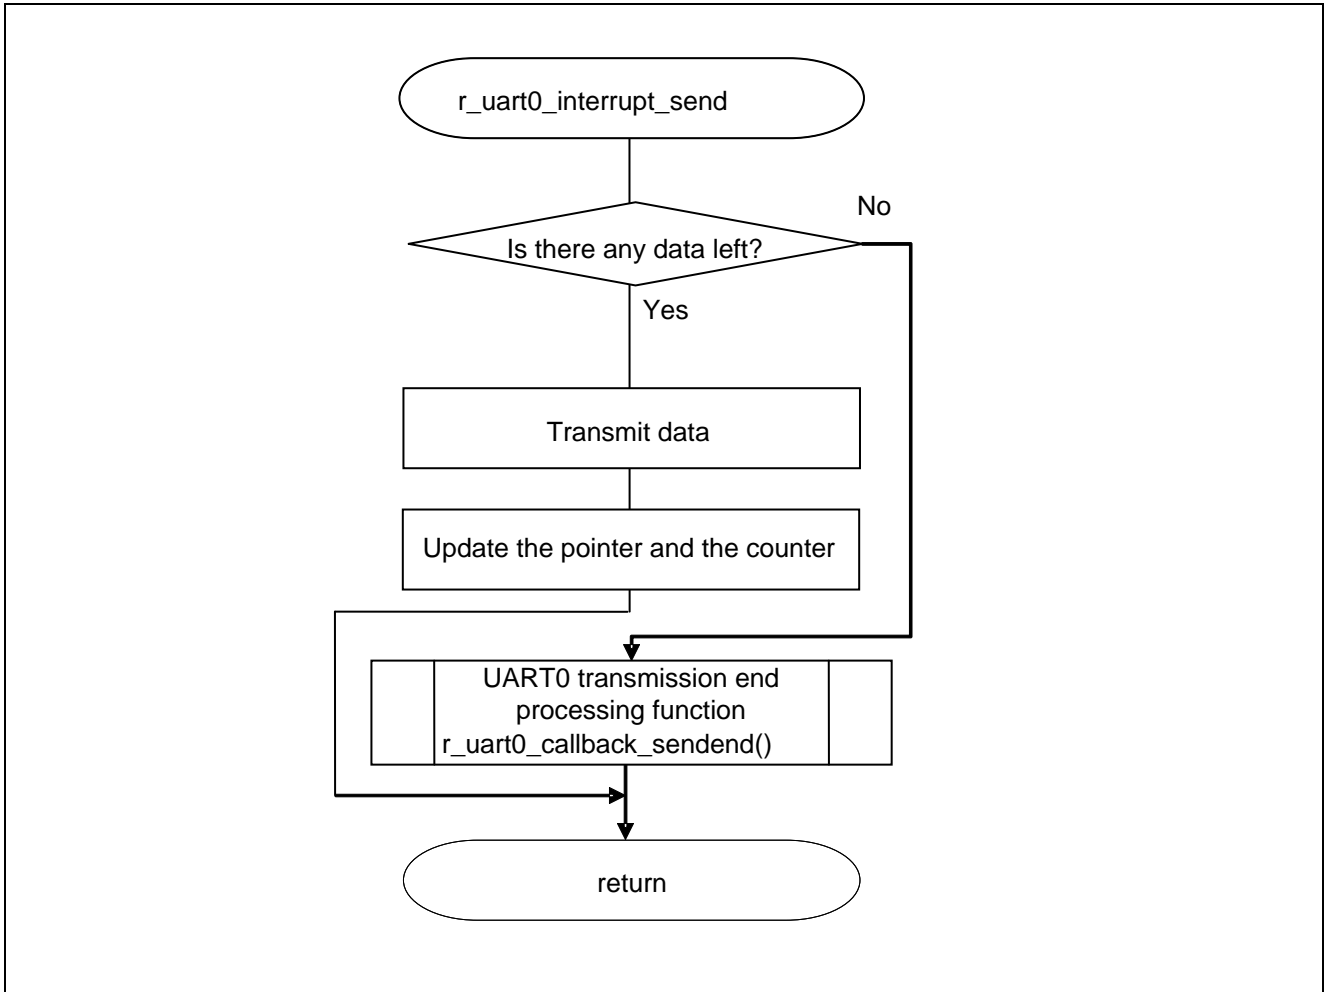 r_uart0_interrupt_send
No
Is there any data left?
Yes
Transmit data
Update the pointer and the counter
UART0 transmission end
processing function
r_uart0_callback_sendend()
return